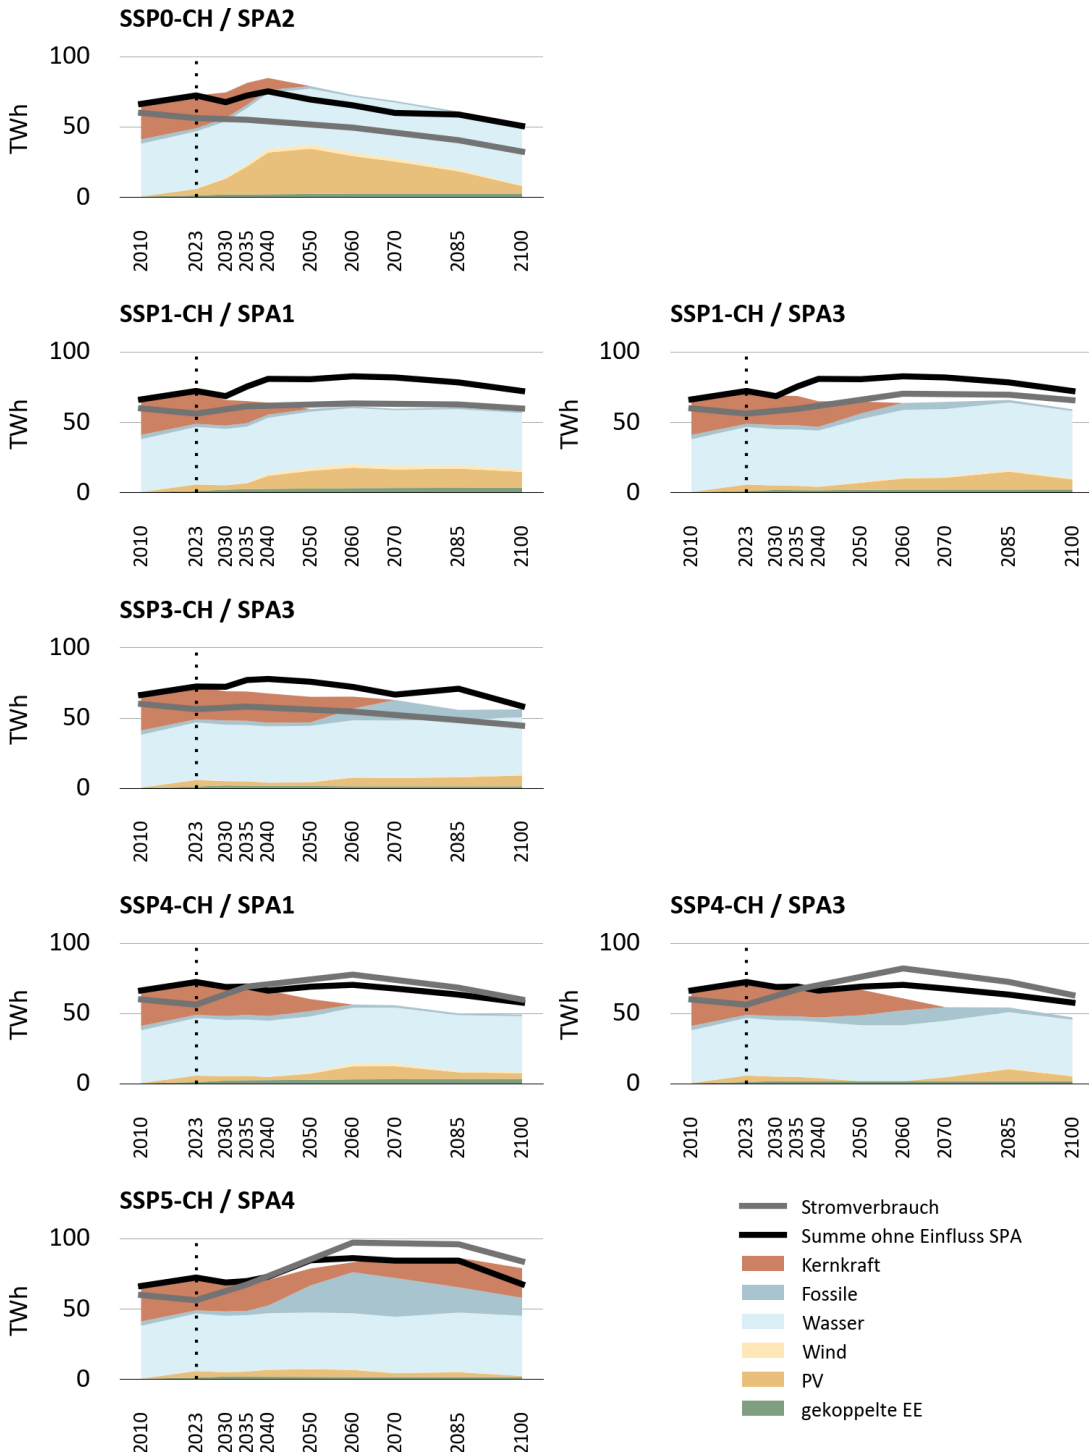 SSP0-CH / SPA2
100
50
0
TWh
2010 2023 2030 2035 2040 2050 2060 2070 2085 2100
SSP1-CH / SPA1
100
50
0
TWh
2010 2023 2030 2035 2040 2050 2060 2070 2085 2100
SSP1-CH / SPA3
100
50
0
TWh
2010 2023 2030 2035 2040 2050 2060 2070 2085 2100
SSP3-CH / SPA3
100
50
0
TWh
2010 2023 2030 2035 2040 2050 2060 2070 2085 2100
SSP4-CH / SPA1
100
50
0
TWh
2010 2023 2030 2035 2040 2050 2060 2070 2085 2100
SSP4-CH / SPA3
100
50
0
TWh
2010 2023 2030 2035 2040 2050 2060 2070 2085 2100
SSP5-CH / SPA4
100
50
0
TWh
2010 2023 2030 2035 2040 2050 2060 2070 2085 2100
Stromverbrauch
Summe ohne Einfluss SPA
Kernkraft
Fossile
Wasser
Wind
PV
gekoppelte EE